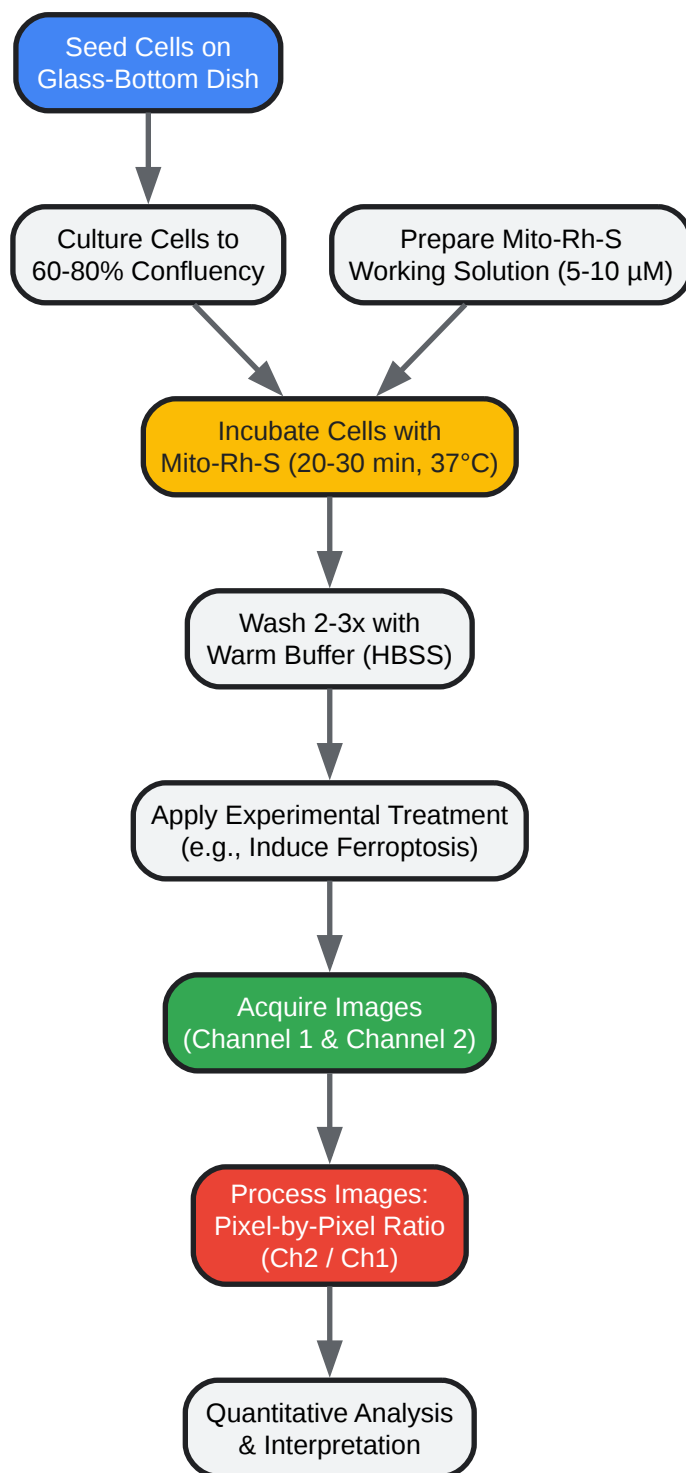 Seed Cells on
Glass-Bottom Dish
Culture Cells to
60-80% Confluency
Prepare Mito-Rh-S
Working Solution (5-10 µM)
Incubate Cells with
Mito-Rh-S (20-30 min, 37°C)
Wash 2-3x with
Warm Buffer (HBSS)
Apply Experimental Treatment
(e.g., Induce Ferroptosis)
Acquire Images
(Channel 1 & Channel 2)
Process Images:
Pixel-by-Pixel Ratio
(Ch2 / Ch1)
Quantitative Analysis
& Interpretation